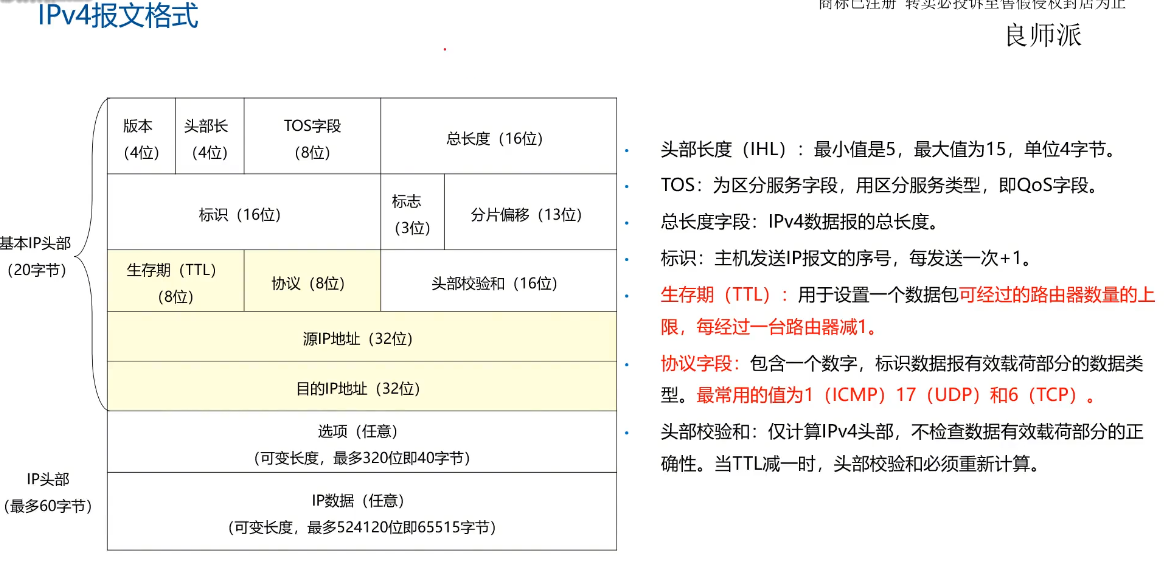 IPv4报文格式
商标已注册 转卖必投诉至售假侵权封店为止
良师派
版本
（4位）
头部长
（4位）
TOS字段
（8位）
总长度（16位）
标识（16位）
标志
（3位）
分片偏移（13位）
基本IP头部
（20字节）
生存期（TTL）
（8位）
协议（8位）
头部校验和（16位）
源IP地址（32位）
目的IP地址（32位）
选项（任意）
（可变长度，最多320位即40字节）
IP头部
（最多60字节）
IP数据（任意）
（可变长度，最多524120位即65515字节）
头部长度（IHL）：最小值是5，最大值为15，单位4字节。
TOS：为区分服务字段，用区分服务类型，即QoS字段。
总长度字段：IPv4数据报的总长度。
标识：主机发送IP报文的序号，每发送一次+1。
生存期（TTL）：用于设置一个数据包可经过的路由器数量的上
限，每经过一台路由器减1。
协议字段：包含一个数字，标识数据报有效载荷部分的数据类
型。最常用的值为1（ICMP）17（UDP）和6（TCP）。
头部校验和：仅计算IPv4头部，不检查数据有效载荷部分的正
确性。当TTL减一时，头部校验和必须重新计算。